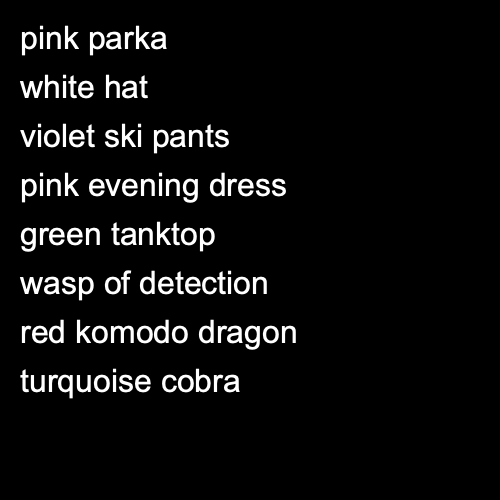 pink parka
white hat
violet ski pants
pink evening dress
green tanktop
wasp of detection
red komodo dragon
turquoise cobra